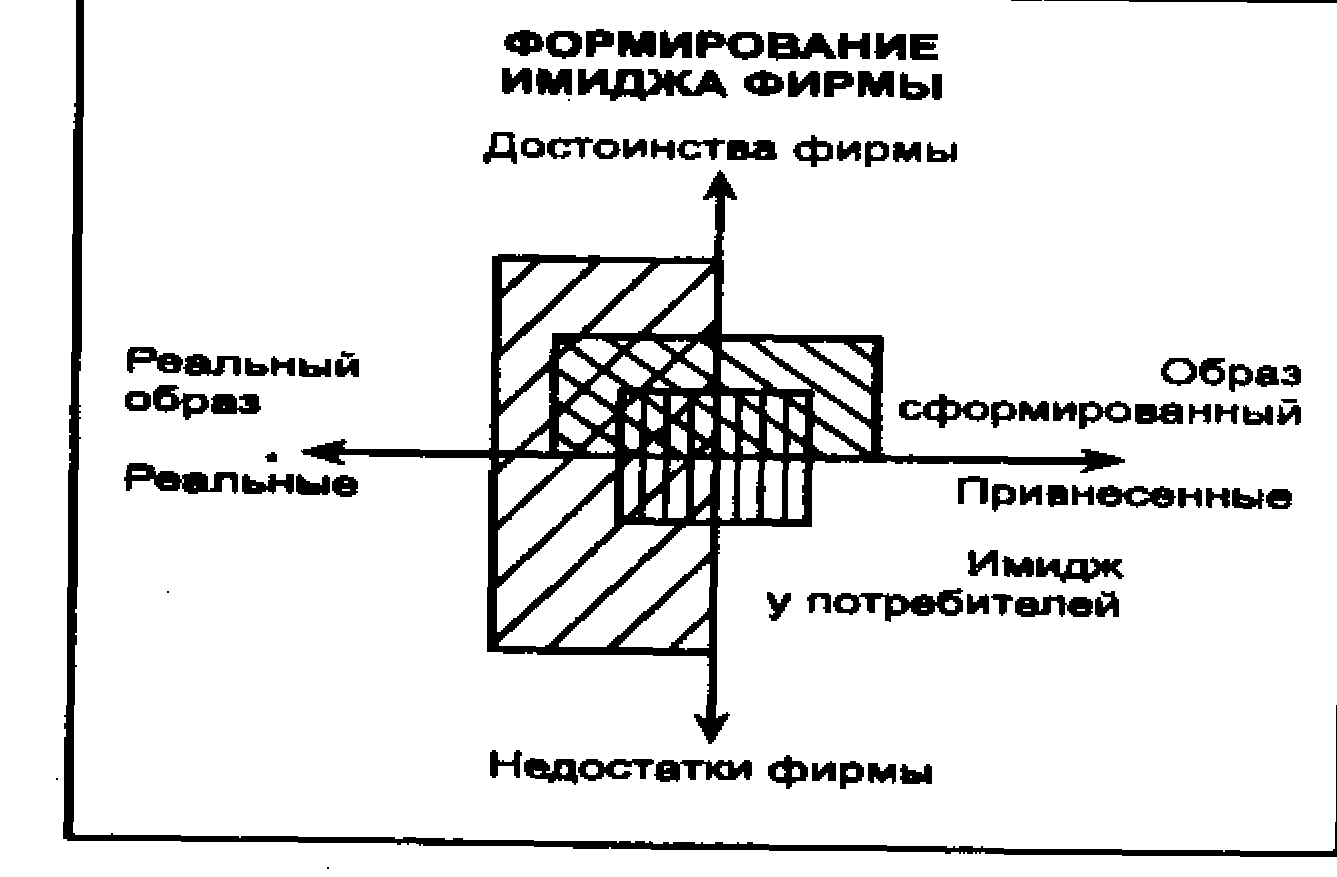 ФОРМИРОВАНИЕ
ИМИДЖА ФИРМЫ
Достоинства фирмы
Реальный
образ
Образ
сформированный
Реальные
Привнесенные
Имидж
у потребителей
Недостатки фирмы